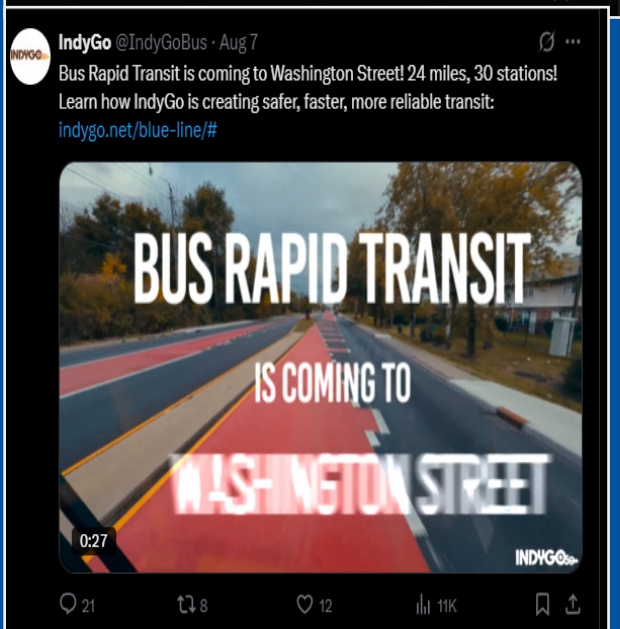 INDYGO
IndyGo @IndyGoBus · Aug 7
Bus Rapid Transit is coming to Washington Street! 24 miles, 30 stations!
Learn how IndyGo is creating safer, faster, more reliable transit:
indygo.net/blue-line/#
BUS RAPID TRANSIT
IS COMING TO
WASHINGTON STREET
0:27
INDYGO
21 8 12 11K